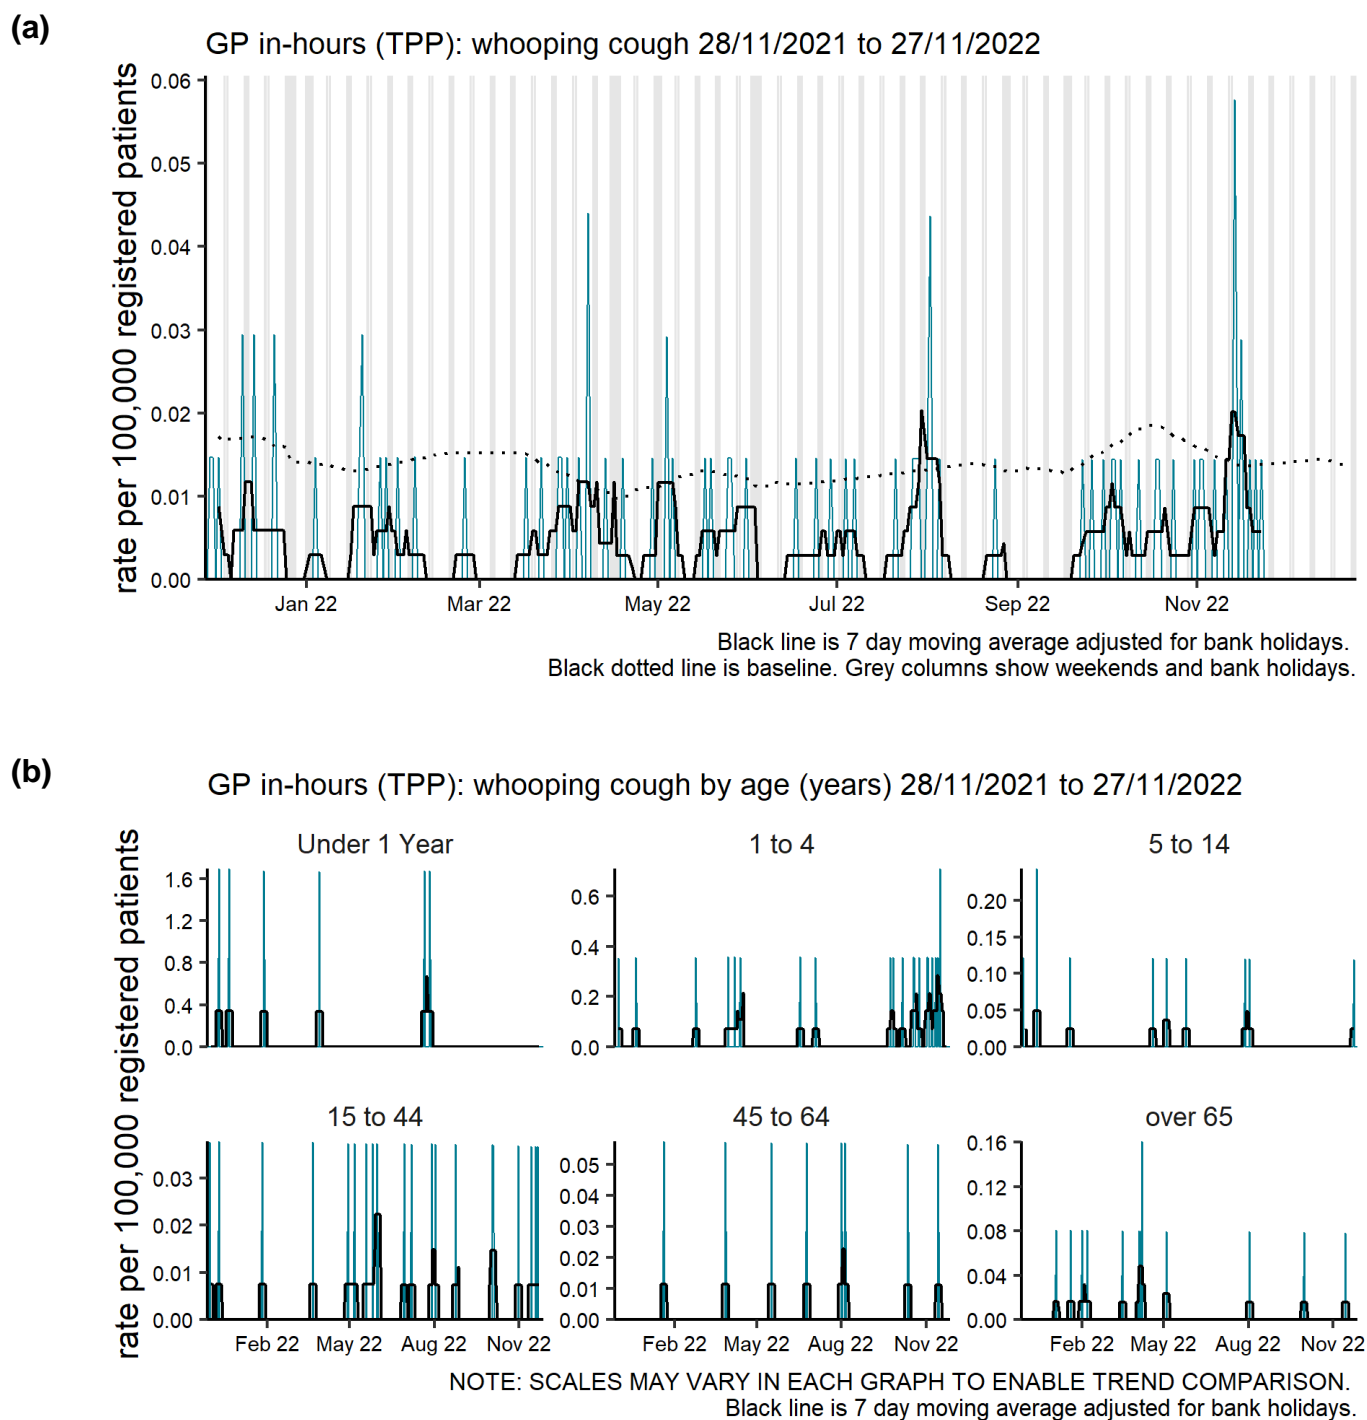 (a)
GP in-hours (TPP): whooping cough 28/11/2021 to 27/11/2022
rate per 100,000 registered patients
0.06
0.05
0.04
0.03
0.02
0.01
0.00
Jan 22 Mar 22 May 22 Jul 22 Sep 22 Nov 22
Black line is 7 day moving average adjusted for bank holidays.
Black dotted line is baseline. Grey columns show weekends and bank holidays.
(b)
GP in-hours (TPP): whooping cough by age (years) 28/11/2021 to 27/11/2022
rate per 100,000 registered patients
Under 1 Year
1.6
1.2
0.8
0.4
0.0
1 to 4
0.6
0.4
0.2
0.0
5 to 14
0.20
0.15
0.10
0.05
0.00
15 to 44
0.03
0.02
0.01
0.00
Feb 22 May 22 Aug 22 Nov 22
45 to 64
0.05
0.04
0.03
0.02
0.01
0.00
Feb 22 May 22 Aug 22 Nov 22
over 65
0.16
0.12
0.08
0.04
0.00
Feb 22 May 22 Aug 22 Nov 22
NOTE: SCALES MAY VARY IN EACH GRAPH TO ENABLE TREND COMPARISON.
Black line is 7 day moving average adjusted for bank holidays.